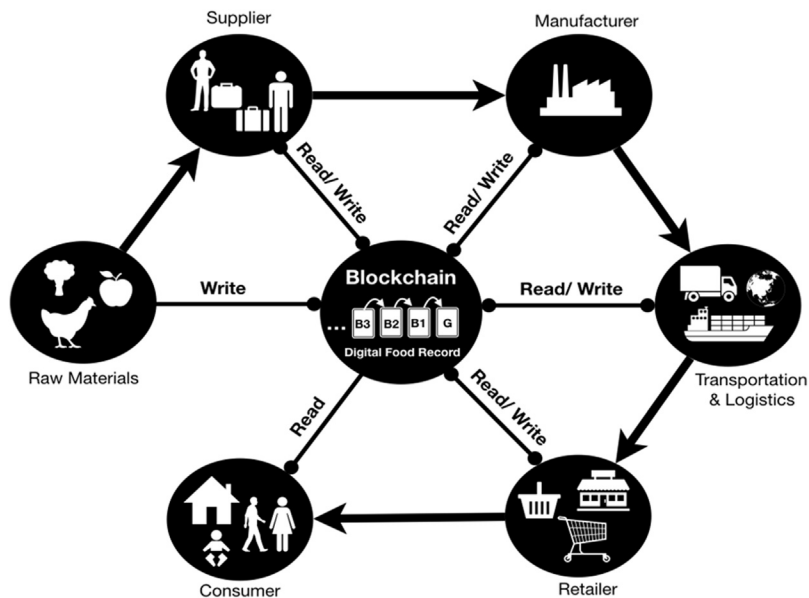 Supplier
Manufacturer
Read/ Write
Read/ Write
Raw Materials
Write
Blockchain
... B3 B2 B1 G
Digital Food Record
Read/ Write
Transportation
& Logistics
Read
Read/ Write
Consumer
Retailer